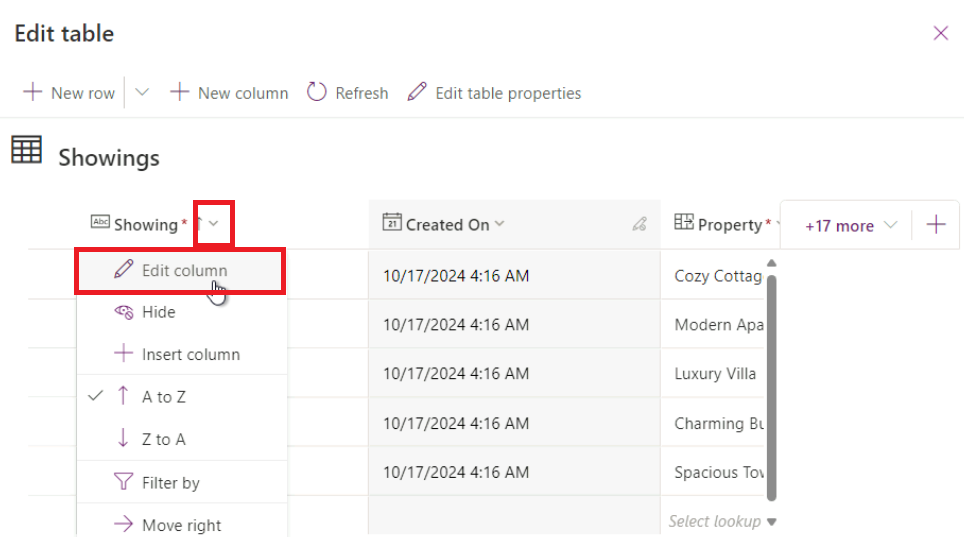 Edit table
New row New column Refresh Edit table properties
Showings
Abc Showing * 21 Created On Property * +17 more
Edit column 10/17/2024 4:16 AM Cozy Cottag
Hide
10/17/2024 4:16 AM Modern Apa
Insert column
10/17/2024 4:16 AM Luxury Villa
A to Z
10/17/2024 4:16 AM Charming Bu
Z to A
10/17/2024 4:16 AM Spacious Tov
Filter by
Move right Select lookup